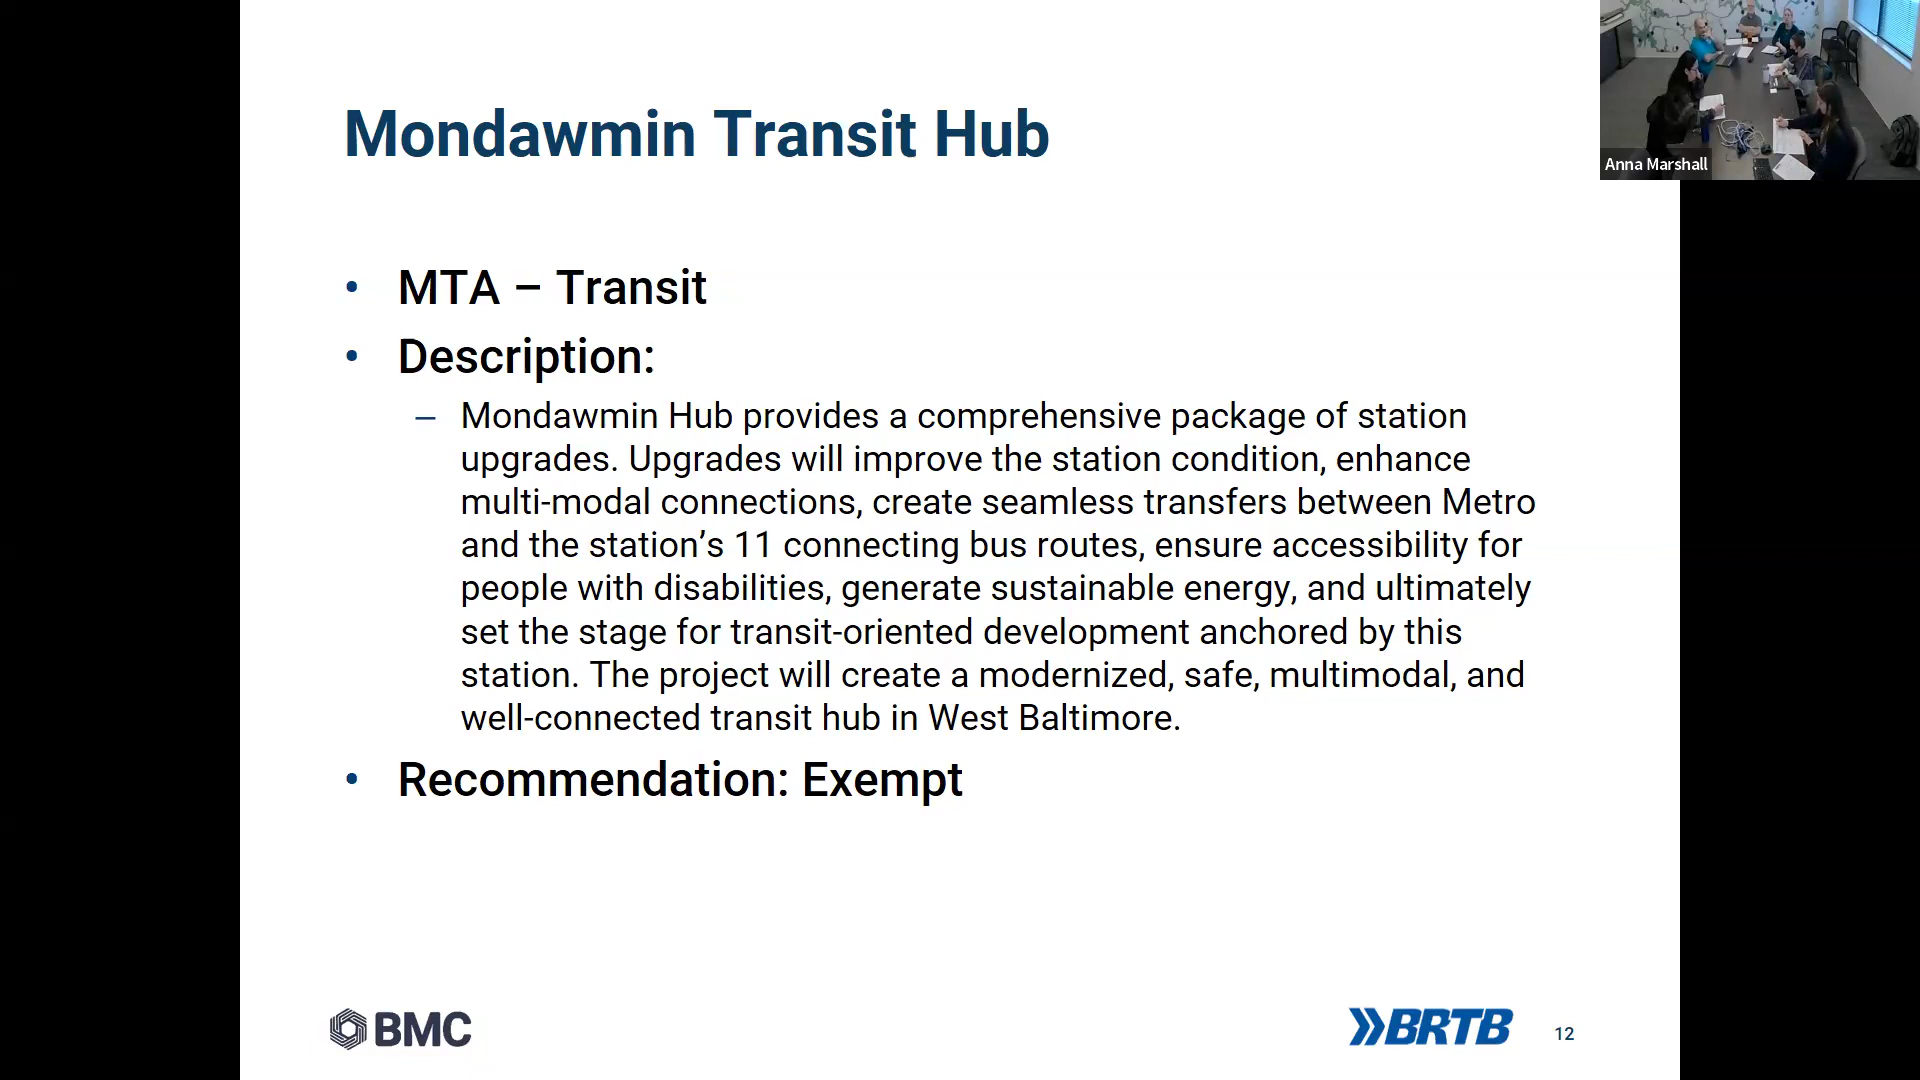 Mondawmin Transit Hub
Anna Marshall
• MTA – Transit
• Description:
– Mondawmin Hub provides a comprehensive package of station
upgrades. Upgrades will improve the station condition, enhance
multi-modal connections, create seamless transfers between Metro
and the station’s 11 connecting bus routes, ensure accessibility for
people with disabilities, generate sustainable energy, and ultimately
set the stage for transit-oriented development anchored by this
station. The project will create a modernized, safe, multimodal, and
well-connected transit hub in West Baltimore.
• Recommendation: Exempt
BMC
BRTB
12